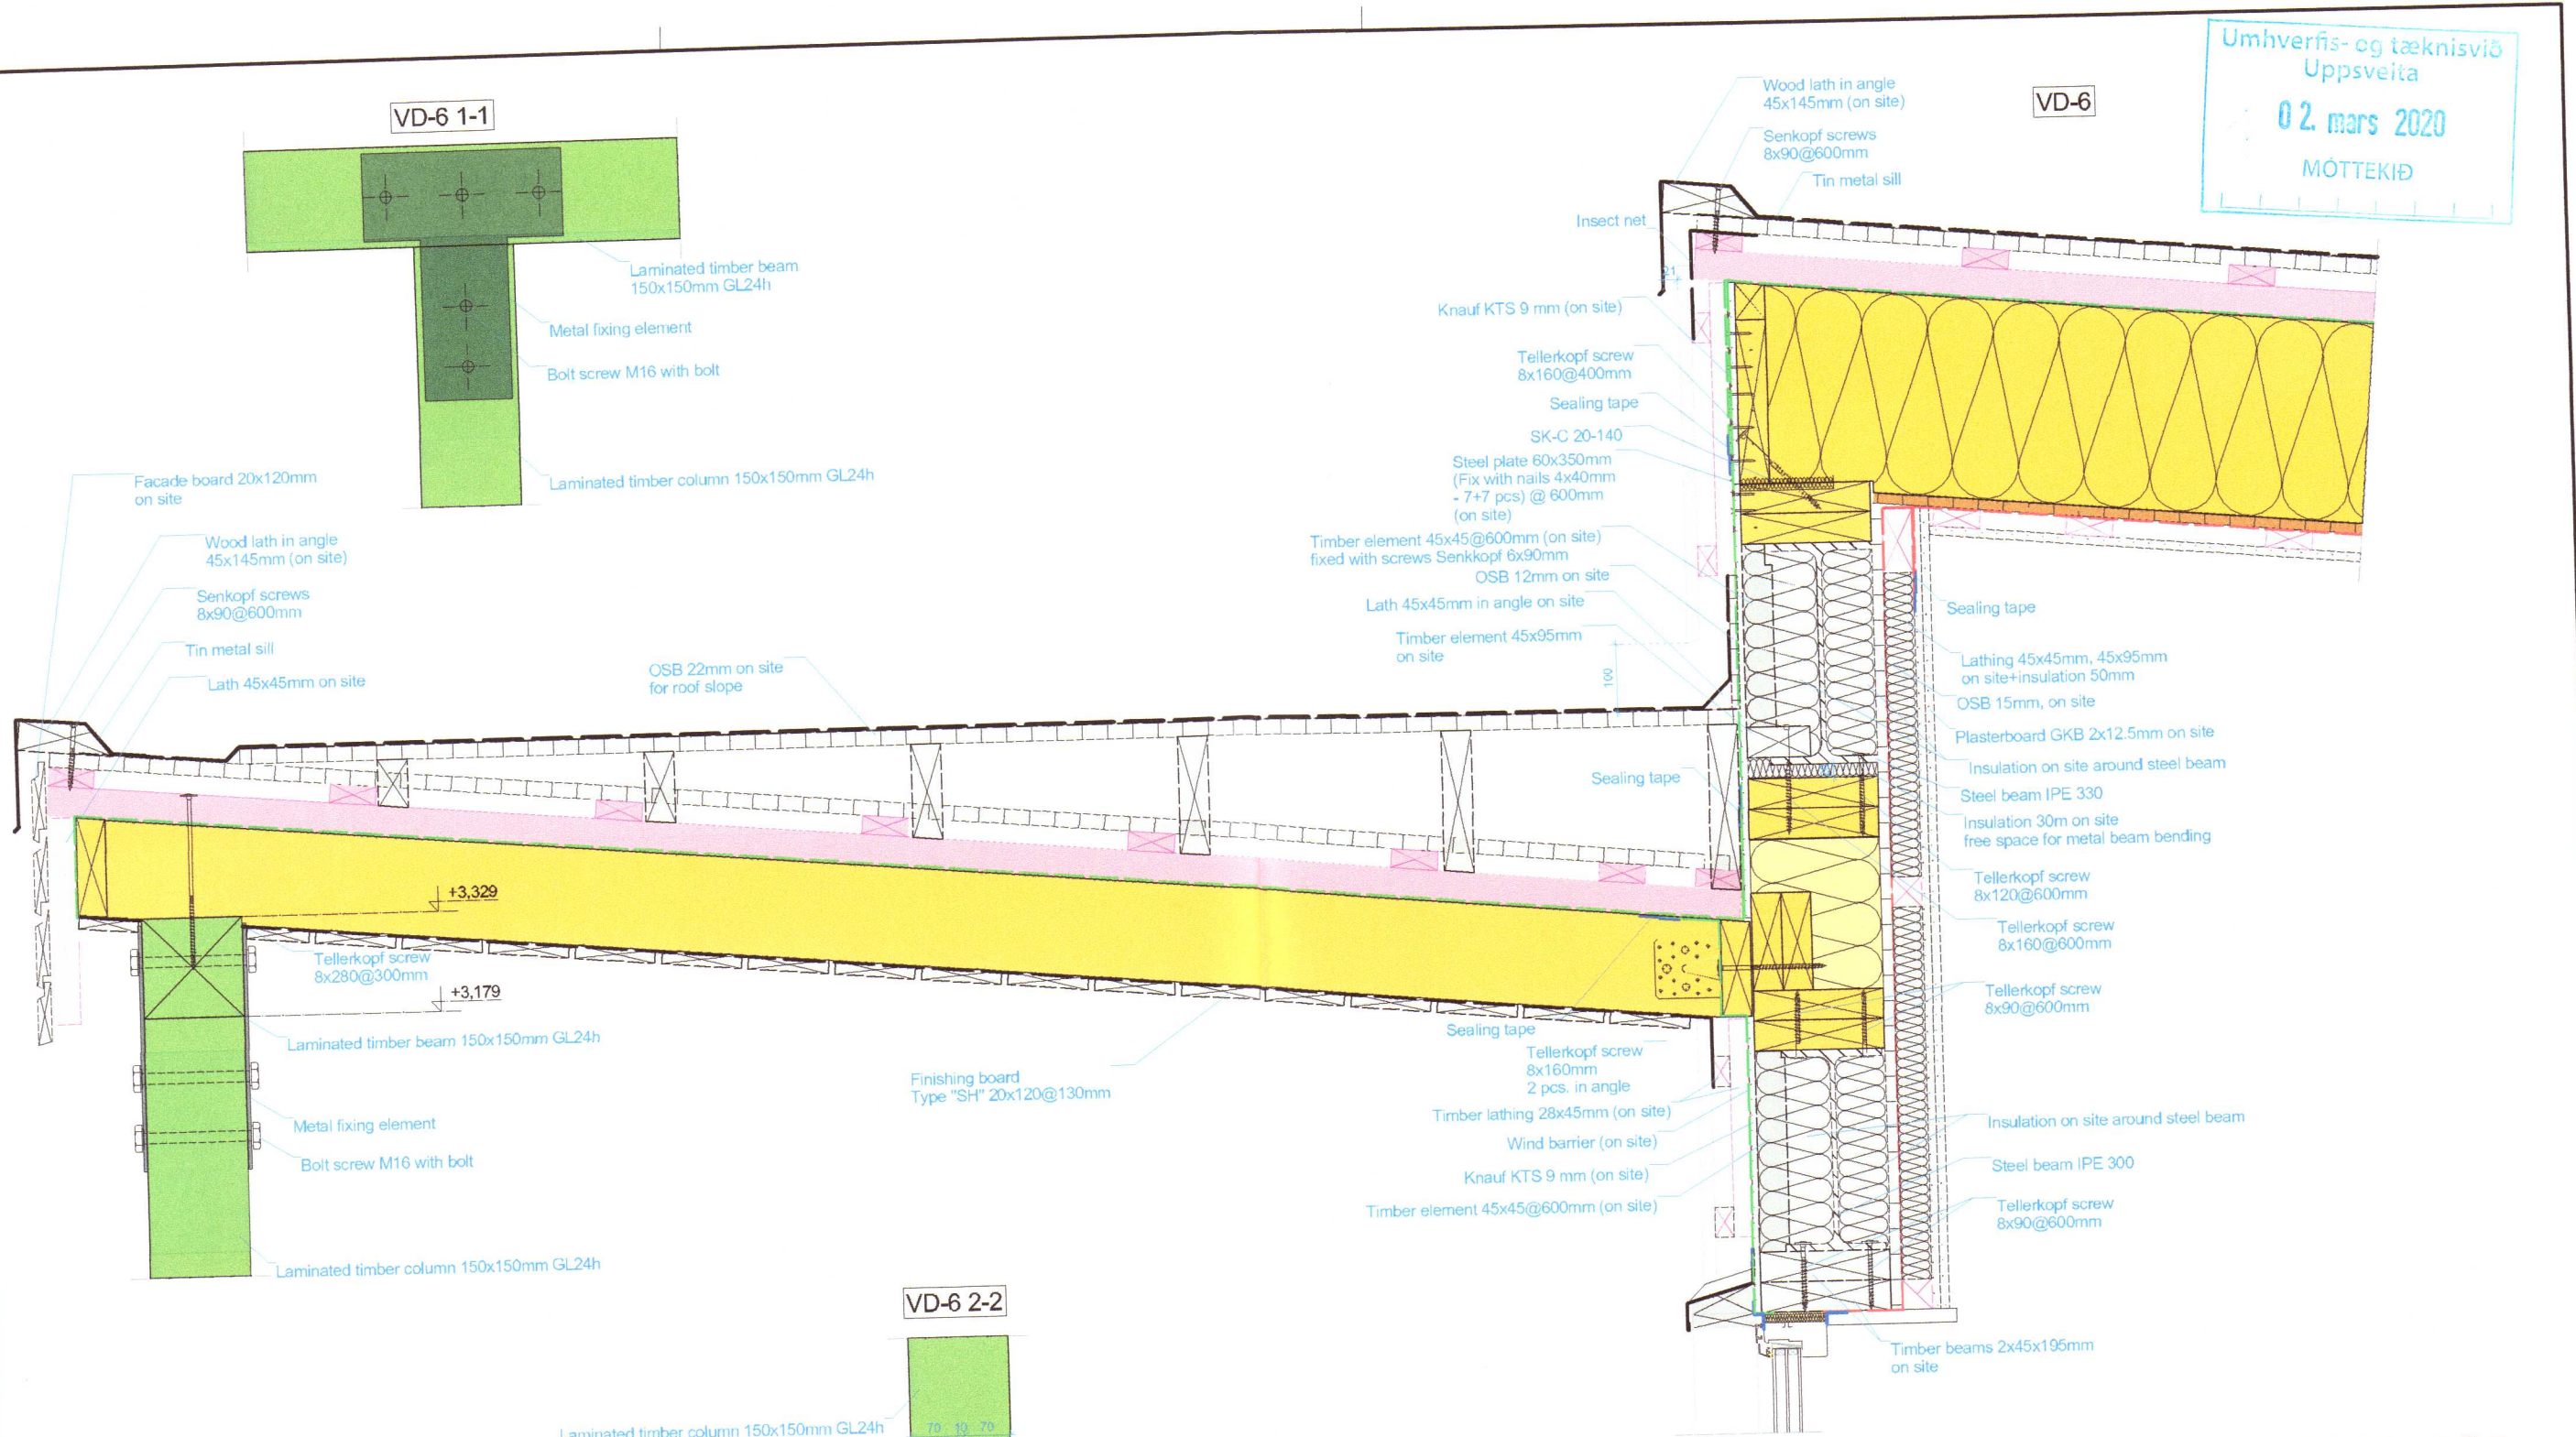 VD-6 1-1
Laminated timber beam
150x150mm GL24h
Metal fixing element
Bolt screw M16 with bolt
Laminated timber column 150x150mm GL24h
VD-6
Umhverfis- og tæknisvið
Uppsveita
02. mars 2020
MÓTTEKIÐ
Wood lath in angle
45x145mm (on site)
Senkopf screws
8x90@600mm
Tin metal sill
Insect net
21
Knauf KTS 9 mm (on site)
Tellerkopf screw
8x160@400mm
Sealing tape
SK-C 20-140
Steel plate 60x350mm
(Fix with nails 4x40mm
- 7+7 pcs) @ 600mm
(on site)
Timber element 45x45@600mm (on site)
fixed with screws Senkkopf 6x90mm
OSB 12mm on site
Lath 45x45mm in angle on site
Timber element 45x95mm
on site
100
Sealing tape
Facade board 20x120mm
on site
Wood lath in angle
45x145mm (on site)
Senkopf screws
8x90@600mm
Tin metal sill
Lath 45x45mm on site
OSB 22mm on site
for roof slope
+3,329
Tellerkopf screw
8x280@300mm
+3,179
Laminated timber beam 150x150mm GL24h
Metal fixing element
Bolt screw M16 with bolt
Laminated timber column 150x150mm GL24h
Finishing board
Type "SH" 20x120@130mm
Sealing tape
Tellerkopf screw
8x160mm
2 pcs. in angle
Timber lathing 28x45mm (on site)
Wind barrier (on site)
Knauf KTS 9 mm (on site)
Timber element 45x45@600mm (on site)
Sealing tape
Lathing 45x45mm, 45x95mm
on site+insulation 50mm
OSB 15mm, on site
Plasterboard GKB 2x12.5mm on site
Insulation on site around steel beam
Steel beam IPE 330
Insulation 30m on site
free space for metal beam bending
Tellerkopf screw
8x120@600mm
Tellerkopf screw
8x160@600mm
Tellerkopf screw
8x90@600mm
Insulation on site around steel beam
Steel beam IPE 300
Tellerkopf screw
8x90@600mm
Timber beams 2x45x195mm
on site
VD-6 2-2
Laminated timber column 150x150mm GL24h
70 10 70